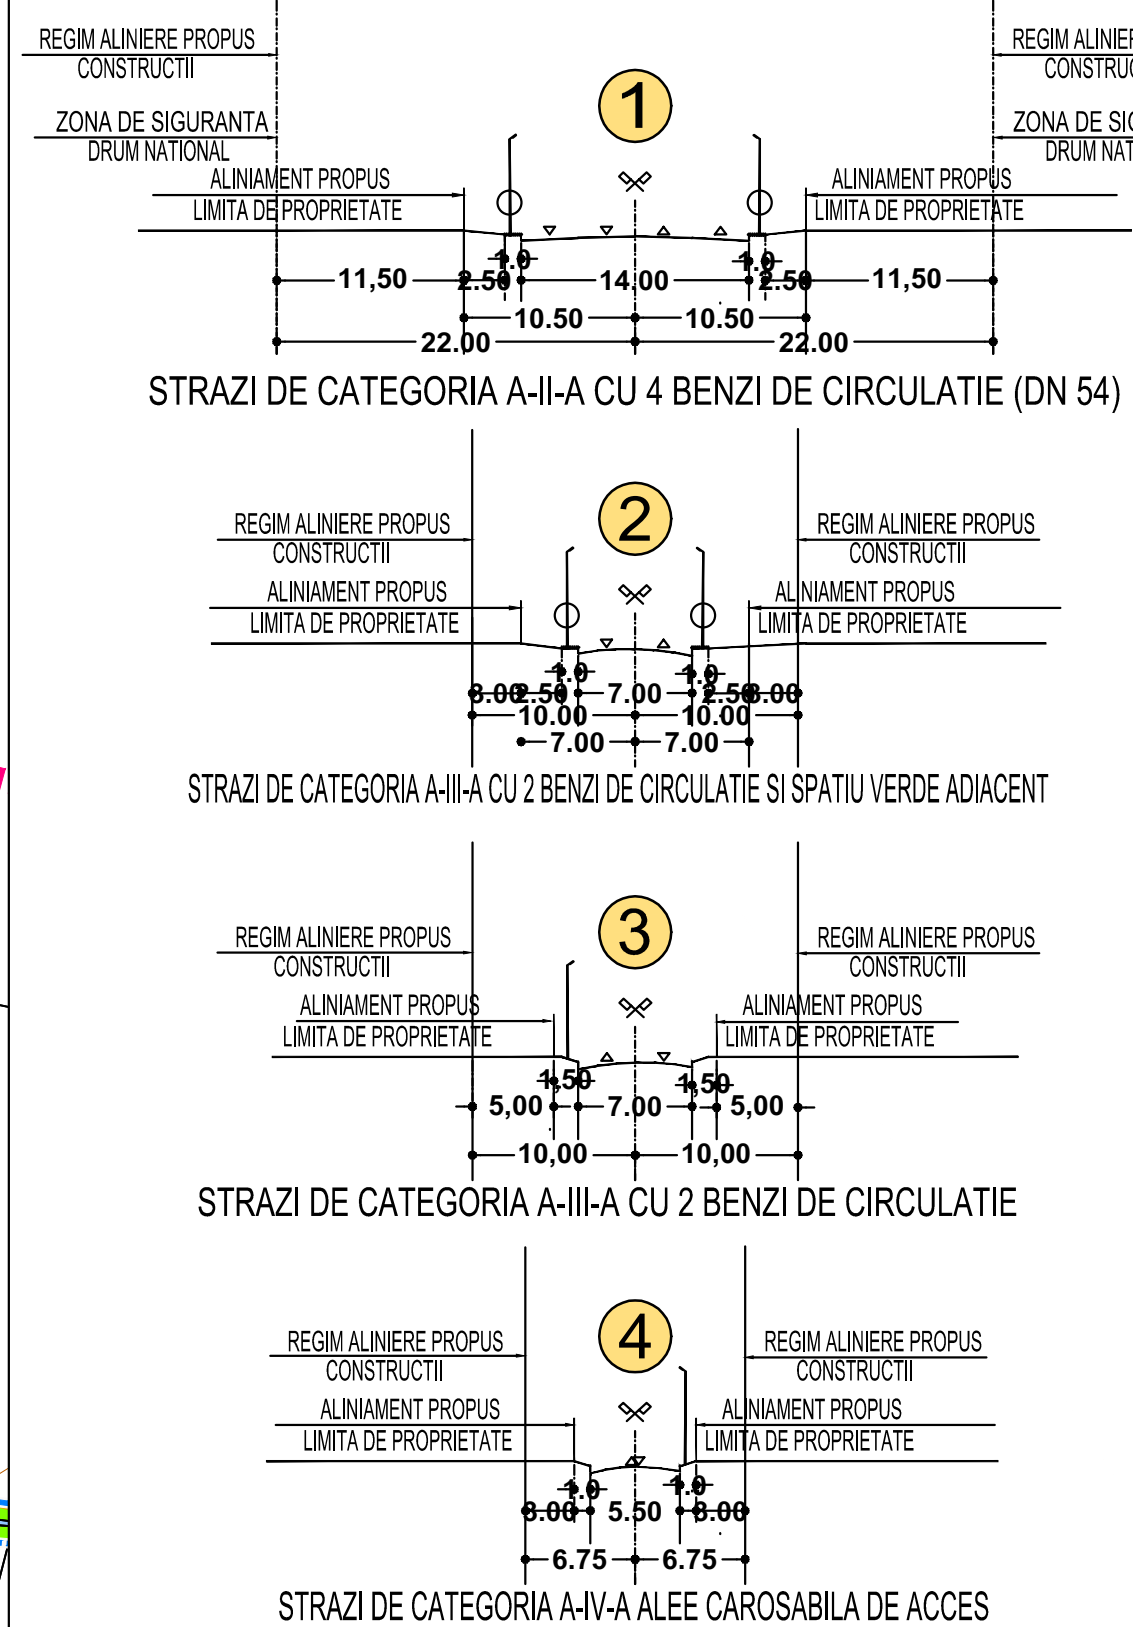 REGIM ALINIERE PROPUS
CONSTRUCTII
REGIM ALINIE
CONSTRUC
ZONA DE SIGURANTA
DRUM NATIONAL
ZONA DE SIG
DRUM NAT
1
ALINIAMENT PROPUS
LIMITA DE PROPRIETATE
ALINIAMENT PROPUS
LIMITA DE PROPRIETATE
1.0 1.0
11,50 2.50 14.00 2.50 11,50
10.50 10.50
22.00 22.00
STRAZI DE CATEGORIA A-II-A CU 4 BENZI DE CIRCULATIE (DN 54)
2
REGIM ALINIERE PROPUS
CONSTRUCTII
REGIM ALINIERE PROPUS
CONSTRUCTII
ALINIAMENT PROPUS
LIMITA DE PROPRIETATE
ALINIAMENT PROPUS
LIMITA DE PROPRIETATE
1.0 1.0
3.00 2.50 7.00 2.50 3.00
10.00 10.00
7.00 7.00
STRAZI DE CATEGORIA A-III-A CU 2 BENZI DE CIRCULATIE SI SPATIU VERDE ADIACENT
3
REGIM ALINIERE PROPUS
CONSTRUCTII
REGIM ALINIERE PROPUS
CONSTRUCTII
ALINIAMENT PROPUS
LIMITA DE PROPRIETATE
ALINIAMENT PROPUS
LIMITA DE PROPRIETATE
1,50 1,50
5,00 7.00 5,00
10,00 10,00
STRAZI DE CATEGORIA A-III-A CU 2 BENZI DE CIRCULATIE
4
REGIM ALINIERE PROPUS
CONSTRUCTII
REGIM ALINIERE PROPUS
CONSTRUCTII
ALINIAMENT PROPUS
LIMITA DE PROPRIETATE
ALINIAMENT PROPUS
LIMITA DE PROPRIETATE
1.0 1.0
3.00 5.50 3.00
6.75 6.75
STRAZI DE CATEGORIA A-IV-A ALEE CAROSABILA DE ACCES